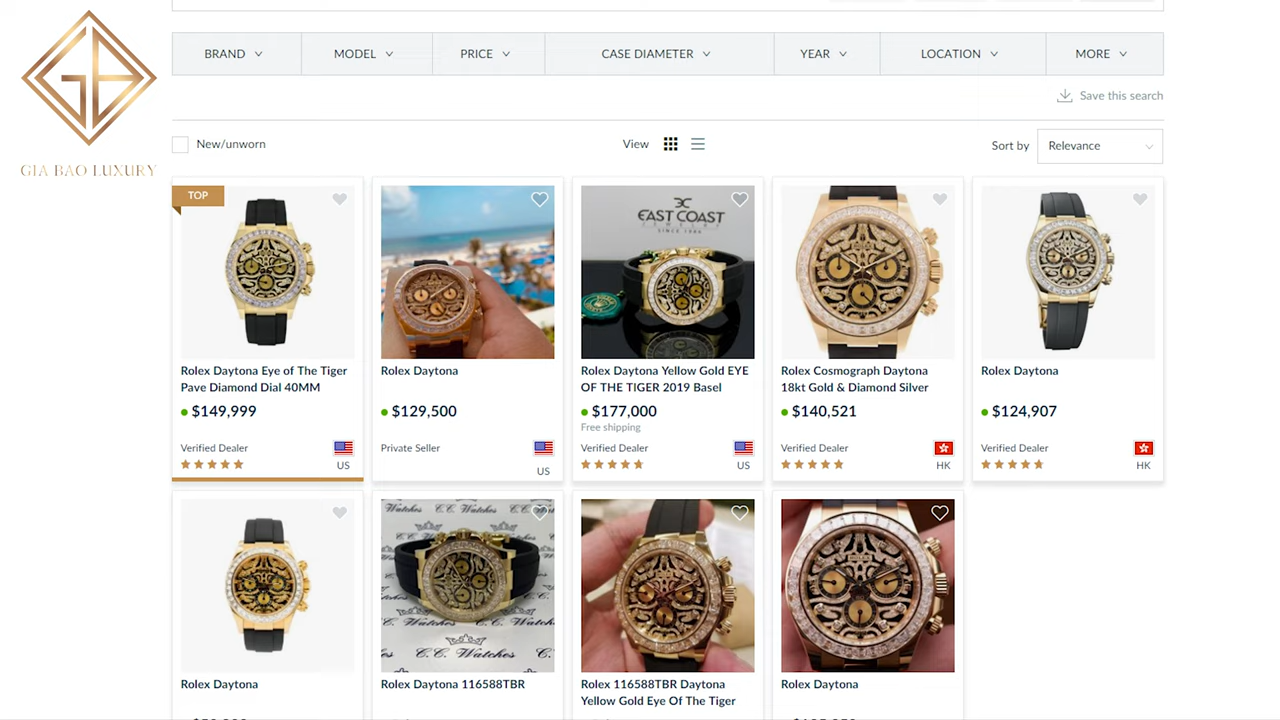 BRAND
MODEL
PRICE
CASE DIAMETER
YEAR
LOCATION
MORE
GIA BAO LUXURY
Save this search
New/unworn
View
Sort by
Relevance
TOP
EAST COAST
JEWELRY
SINCE 1986
Rolex Daytona Eye of The Tiger
Pave Diamond Dial 40MM
$149,999
Verified Dealer
US
Rolex Daytona
$129,500
Private Seller
US
Rolex Daytona Yellow Gold EYE
OF THE TIGER 2019 Basel
$177,000
Free shipping
Verified Dealer
US
Rolex Cosmograph Daytona
18kt Gold & Diamond Silver
$140,521
Verified Dealer
HK
Rolex Daytona
$124,907
Verified Dealer
HK
C.C. Watches
Rolex Daytona
Rolex Daytona 116588TBR
Rolex 116588TBR Daytona
Yellow Gold Eye Of The Tiger
Rolex Daytona